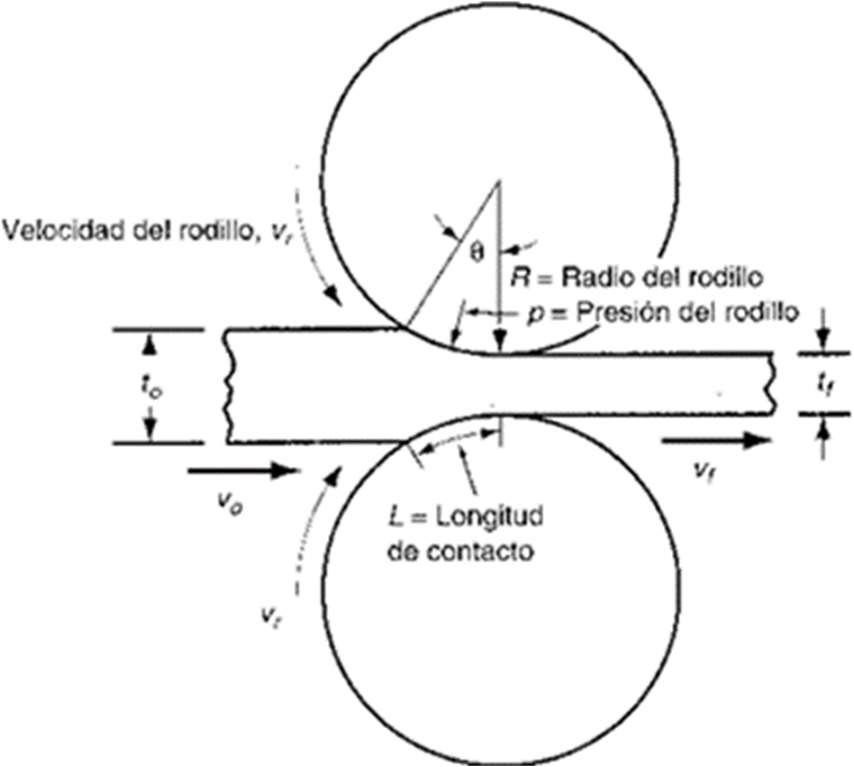 Velocidad del rodillo, vr
θ
R = Radio del rodillo
p = Presión del rodillo
to
tf
vo
vf
L = Longitud
de contacto
vr